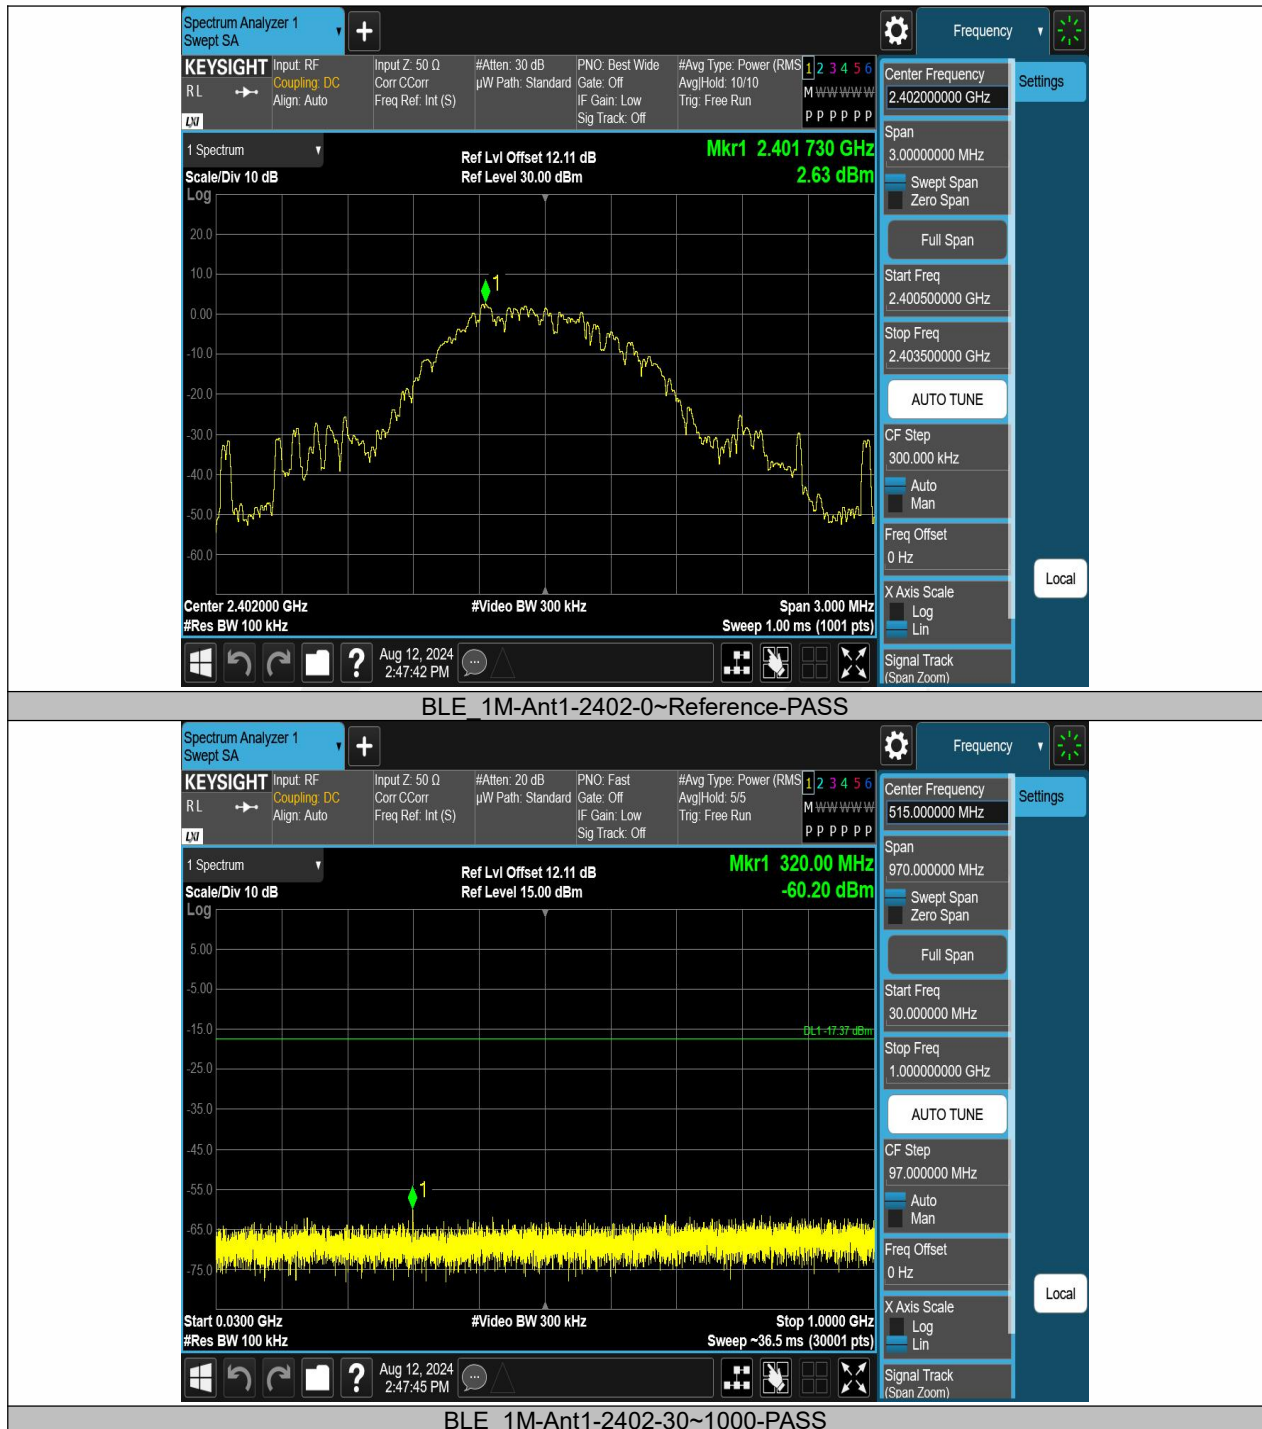 Spectrum Analyzer 1
Swept SA
+
Frequency
KEYSIGHT
RL
LXI
Input: RF
Coupling: DC
Align: Auto
Input Z: 50 Ω
Corr CCorr
Freq Ref: Int (S)
#Atten: 30 dB
µW Path: Standard
PNO: Best Wide
Gate: Off
IF Gain: Low
Sig Track: Off
#Avg Type: Power (RMS
Avg|Hold: 10/10
Trig: Free Run
1 2 3 4 5 6
M W W W W W
P P P P P P
1 Spectrum
Scale/Div 10 dB
Ref Lvl Offset 12.11 dB
Ref Level 30.00 dBm
Mkr1 2.401 730 GHz
2.63 dBm
Log
20.0
10.0
0.00
-10.0
-20.0
-30.0
-40.0
-50.0
-60.0
1
Center 2.402000 GHz
#Res BW 100 kHz
#Video BW 300 kHz
Span 3.000 MHz
Sweep 1.00 ms (1001 pts)
Aug 12, 2024
2:47:42 PM
?
Center Frequency
2.402000000 GHz
Settings
Span
3.00000000 MHz
Swept Span
Zero Span
Full Span
Start Freq
2.400500000 GHz
Stop Freq
2.403500000 GHz
AUTO TUNE
CF Step
300.000 kHz
Auto
Man
Freq Offset
0 Hz
X Axis Scale
Log
Lin
Local
Signal Track
(Span Zoom)
BLE_1M-Ant1-2402-0~Reference-PASS
Spectrum Analyzer 1
Swept SA
+
Frequency
KEYSIGHT
RL
LXI
Input: RF
Coupling: DC
Align: Auto
Input Z: 50 Ω
Corr CCorr
Freq Ref: Int (S)
#Atten: 20 dB
µW Path: Standard
PNO: Fast
Gate: Off
IF Gain: Low
Sig Track: Off
#Avg Type: Power (RMS
Avg|Hold: 5/5
Trig: Free Run
1 2 3 4 5 6
M W W W W W
P P P P P P
1 Spectrum
Scale/Div 10 dB
Ref Lvl Offset 12.11 dB
Ref Level 15.00 dBm
Mkr1 320.00 MHz
-60.20 dBm
Log
5.00
-5.00
-15.0
-25.0
-35.0
-45.0
-55.0
-65.0
-75.0
DL1 -17.37 dBm
1
Start 0.0300 GHz
#Res BW 100 kHz
#Video BW 300 kHz
Stop 1.0000 GHz
Sweep ~36.5 ms (30001 pts)
Aug 12, 2024
2:47:45 PM
?
Center Frequency
515.000000 MHz
Settings
Span
970.000000 MHz
Swept Span
Zero Span
Full Span
Start Freq
30.000000 MHz
Stop Freq
1.000000000 GHz
AUTO TUNE
CF Step
97.000000 MHz
Auto
Man
Freq Offset
0 Hz
X Axis Scale
Log
Lin
Local
Signal Track
(Span Zoom)
BLE_1M-Ant1-2402-30~1000-PASS